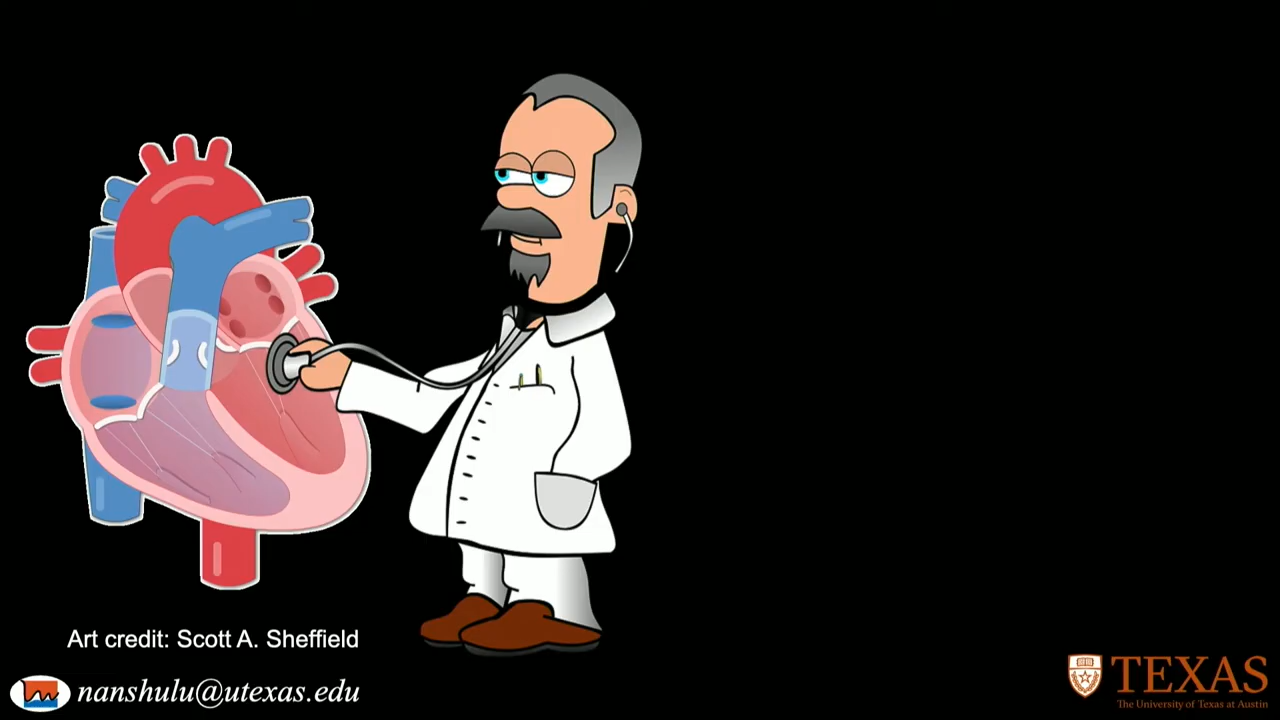 Art credit: Scott A. Sheffield
nanshulu@utexas.edu
TEXAS
The University of Texas at Austin